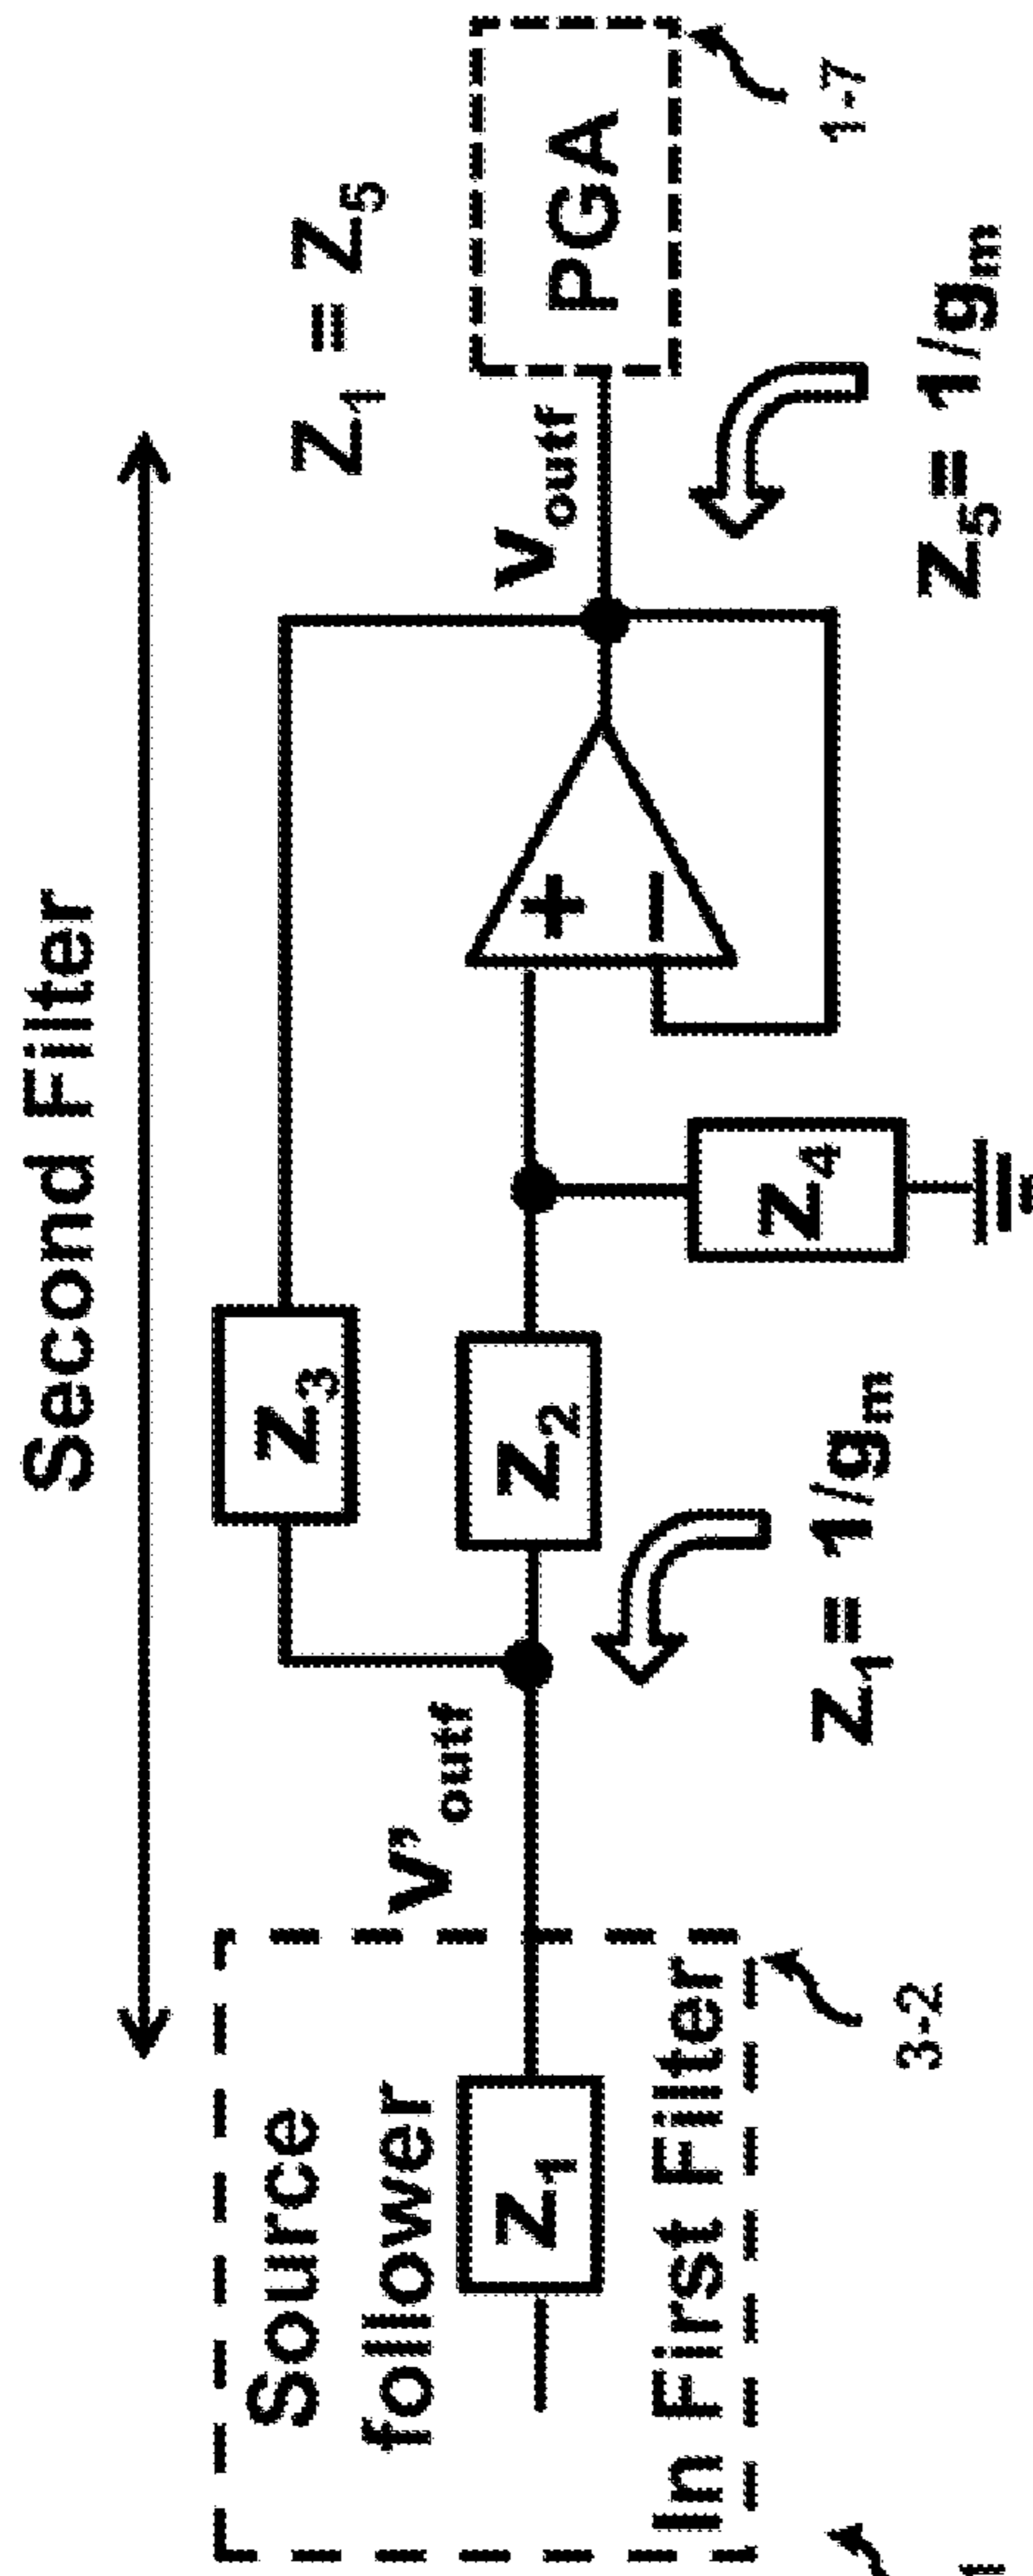 Second Filter
Z1 = Z5
Source
follower
Z1
In First Filter
V'outf
Z3
Z2
Z4
+
−
Voutf
PGA
Z1= 1/gm
Z5= 1/gm
3-2
1-7